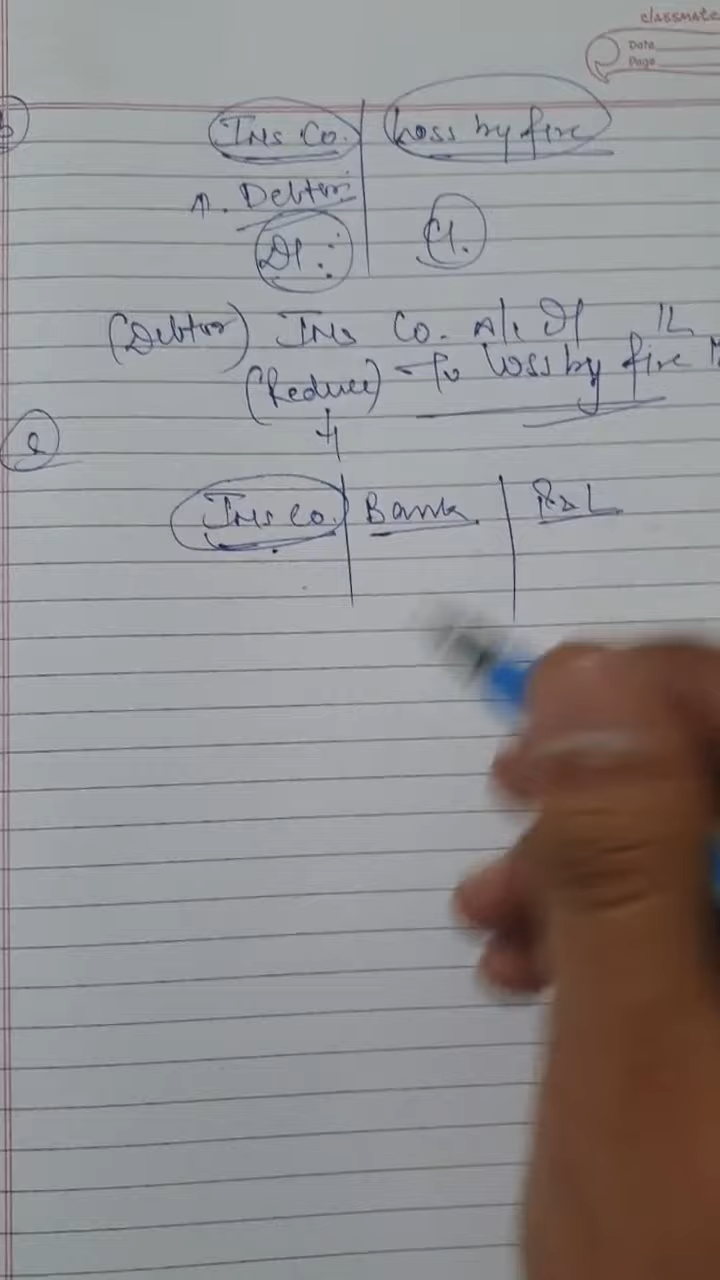 classmate
Date
Page
b
Ins Co. Loss by fire
↑. Debtor
Dr. Cr.
(Debtor) Ins Co. A/c Dr 1L
(Reduce) - To Loss by fire
Ins Co. Bank P&L